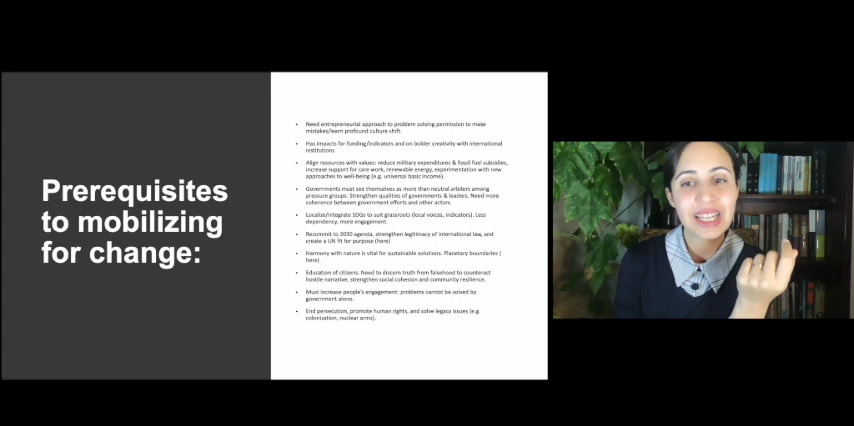 Prerequisites
to mobilizing
for change:
• Need entrepreneurial approach to problem solving permission to make
mistakes/learn profound culture shift.
• Has impacts for funding/indicators and on bolder creativity with international
institutions
• Align resources with values: reduce military expenditures & fossil fuel subsidies,
increase support for care work, renewable energy, experimentation with new
approaches to well-being (e.g. universal basic income).
• Governments must see themselves as more than neutral arbiters among
pressure groups. Strengthen qualities of governments & leaders. Need more
coherence between government efforts and other actors.
• Localize/integrate SDGs to suit grassroots (local voices, indicators). Less
dependency, more engagement.
• Recommit to 2030 agenda, strengthen legitimacy of international law, and
create a UN fit for purpose (here)
• Harmony with nature is vital for sustainable solutions. Planetary boundaries (
here)
• Education of citizens. Need to discern truth from falsehood to counteract
hostile narrative, strengthen social cohesion and community resilience.
• Must increase people's engagement: problems cannot be solved by
government alone.
• End persecution, promote human rights, and solve legacy issues (e.g.
colonization, nuclear arms).